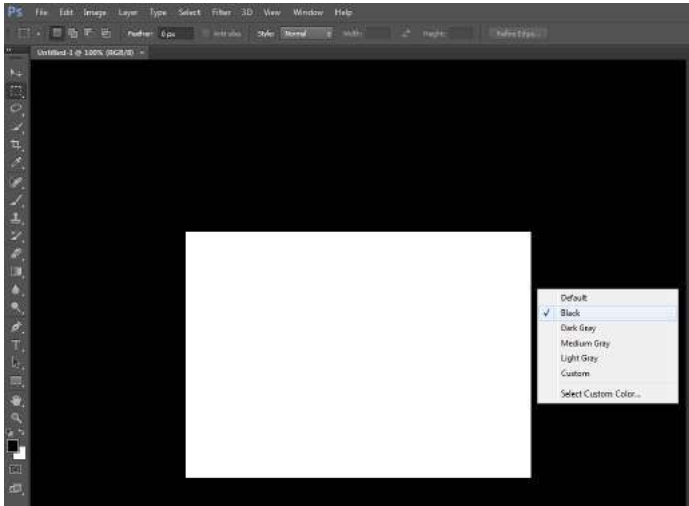 Ps File Edit Image Layer Type Select Filter 3D View Window Help
Feather: 0 px Anti-alias Style: Normal Width: Height: Refine Edge...
Untitled-1 @ 100% (RGB/8) ×
Default
✓ Black
Dark Gray
Medium Gray
Light Gray
Custom
Select Custom Color...